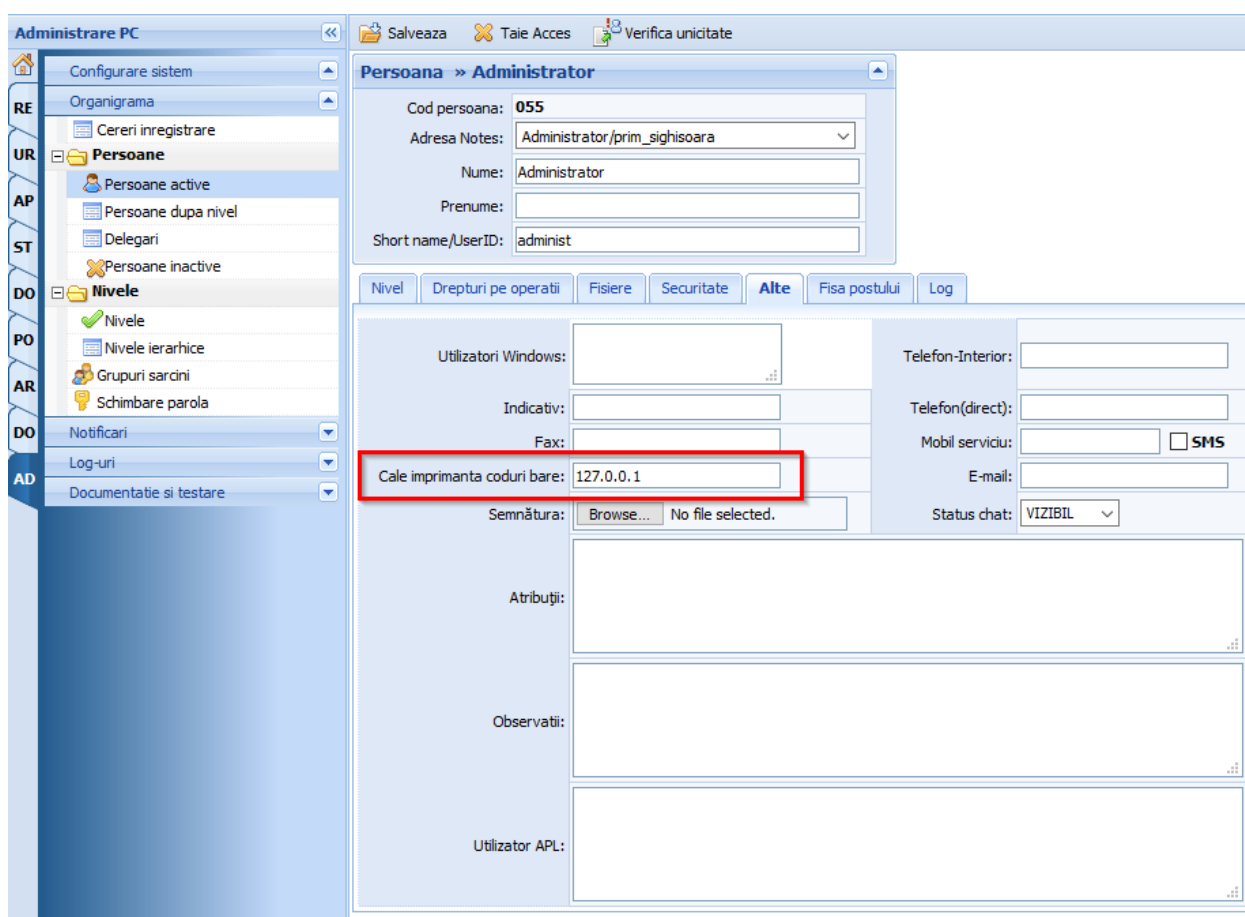 Administrare PC
Salveaza Taie Acces Verifica unicitate
Configurare sistem
Organigrama
Cereri inregistrare
Persoane
Persoane active
Persoane dupa nivel
Delegari
Persoane inactive
Nivele
Nivele
Nivele ierarhice
Grupuri sarcini
Schimbare parola
Notificari
Log-uri
Documentatie si testare
RE
UR
AP
ST
DO
PO
AR
DO
AD
Persoana » Administrator
Cod persoana: 055
Adresa Notes: Administrator/prim_sighisoara
Nume: Administrator
Prenume:
Short name/UserID: administ
Nivel Drepturi pe operatii Fisiere Securitate Alte Fisa postului Log
Utilizatori Windows: Telefon-Interior:
Indicativ: Telefon(direct):
Fax: Mobil serviciu: SMS
Cale imprimanta coduri bare: 127.0.0.1 E-mail:
Semnătura: Browse... No file selected. Status chat: VIZIBIL
Atribuţii:
Observatii:
Utilizator APL: